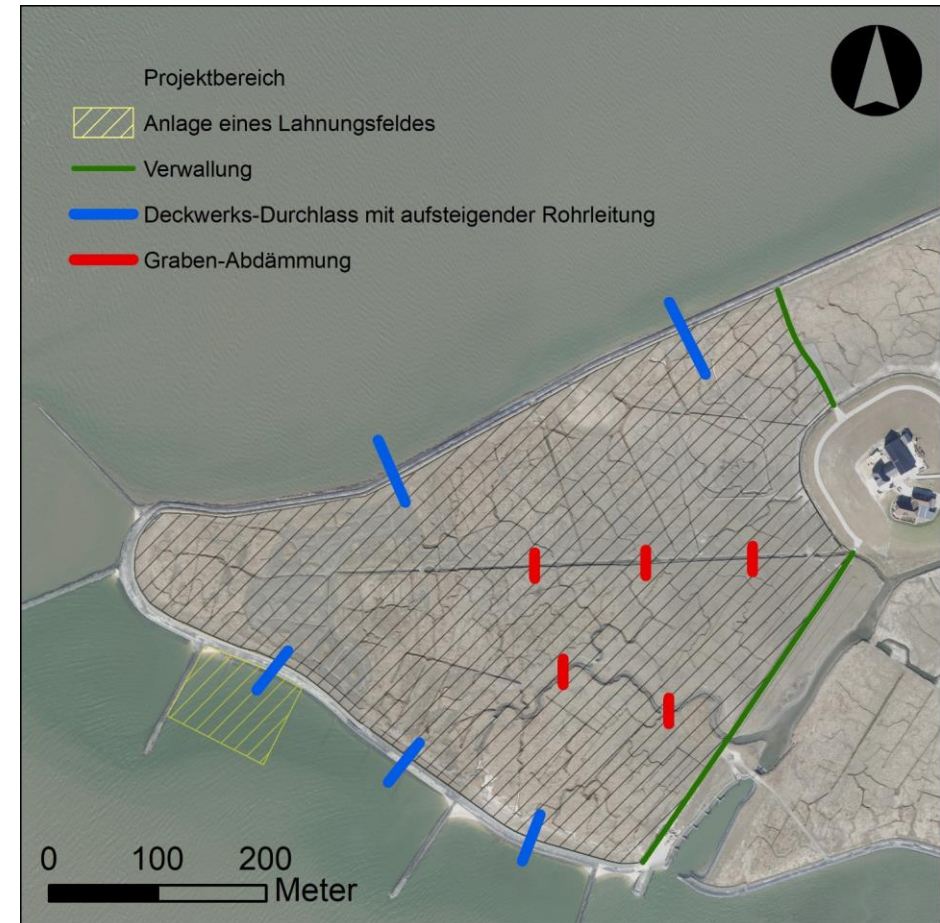 Projektbereich
Anlage eines Lahnungsfeldes
Verwallung
Deckwerks-Durchlass mit aufsteigender Rohrleitung
Graben-Abdämmung
0 100 200
Meter